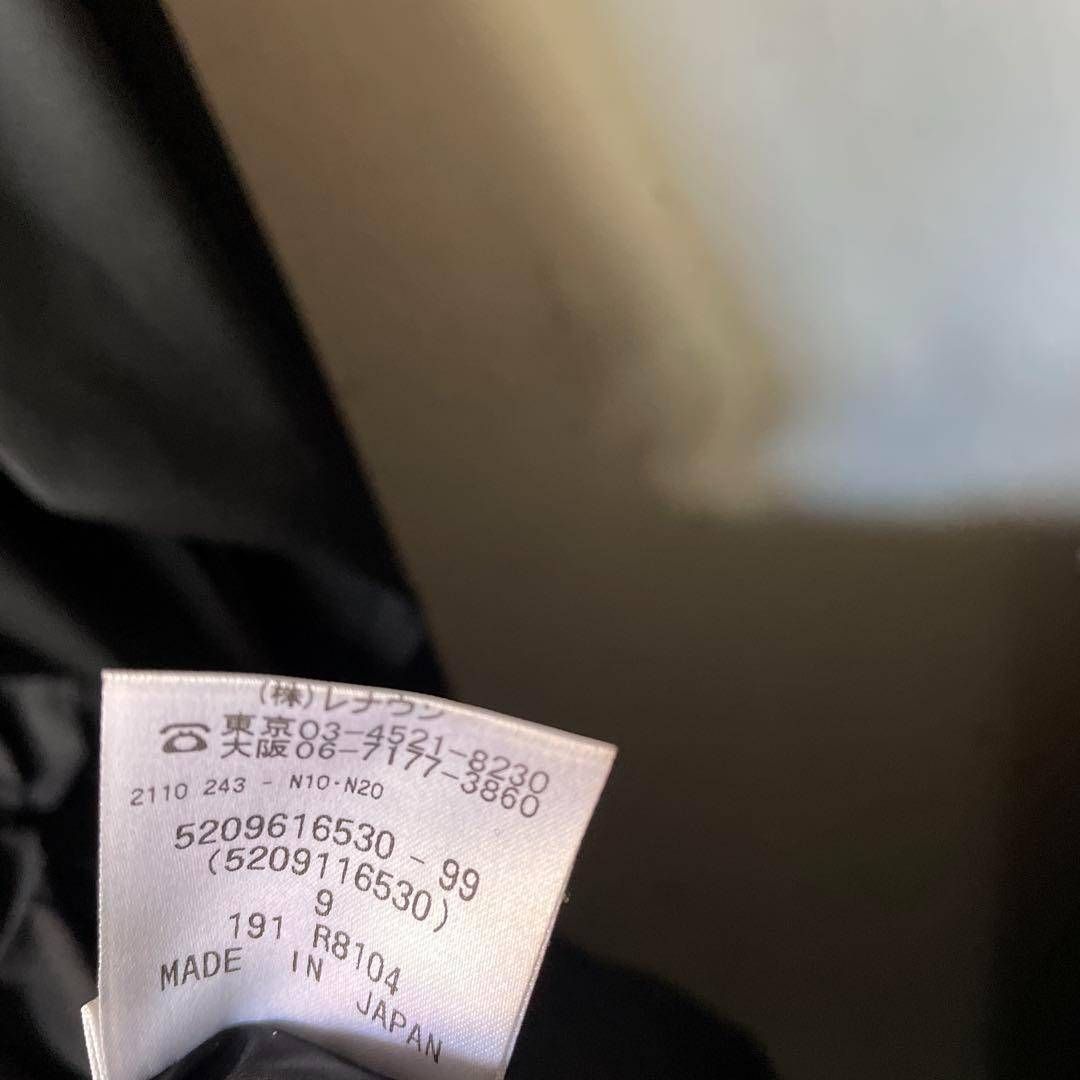 (株)レナウン
☎ 東京03-4521-8230
大阪06-7177-3860
2110 243 - N10・N20
5209616530 - 99
(5209116530)
9
191 R8104
MADE IN JAPAN